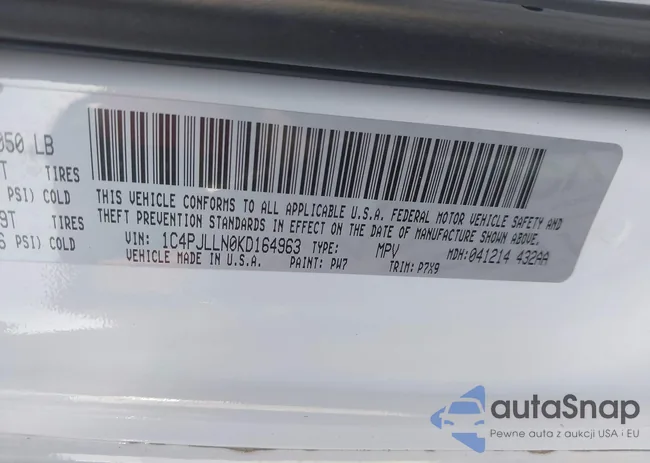 050 LB
T TIRES
PSI) COLD
9T TIRES
PSI) COLD
THIS VEHICLE CONFORMS TO ALL APPLICABLE U.S.A. FEDERAL MOTOR VEHICLE SAFETY AND
THEFT PREVENTION STANDARDS IN EFFECT ON THE DATE OF MANUFACTURE SHOWN ABOVE.
VIN: 1C4PJLLN0KD164963 TYPE: MPV MDH:041214 432AA
VEHICLE MADE IN U.S.A. PAINT: PW7 TRIM: P7X9
autaSnap
Pewne auta z aukcji USA i EU